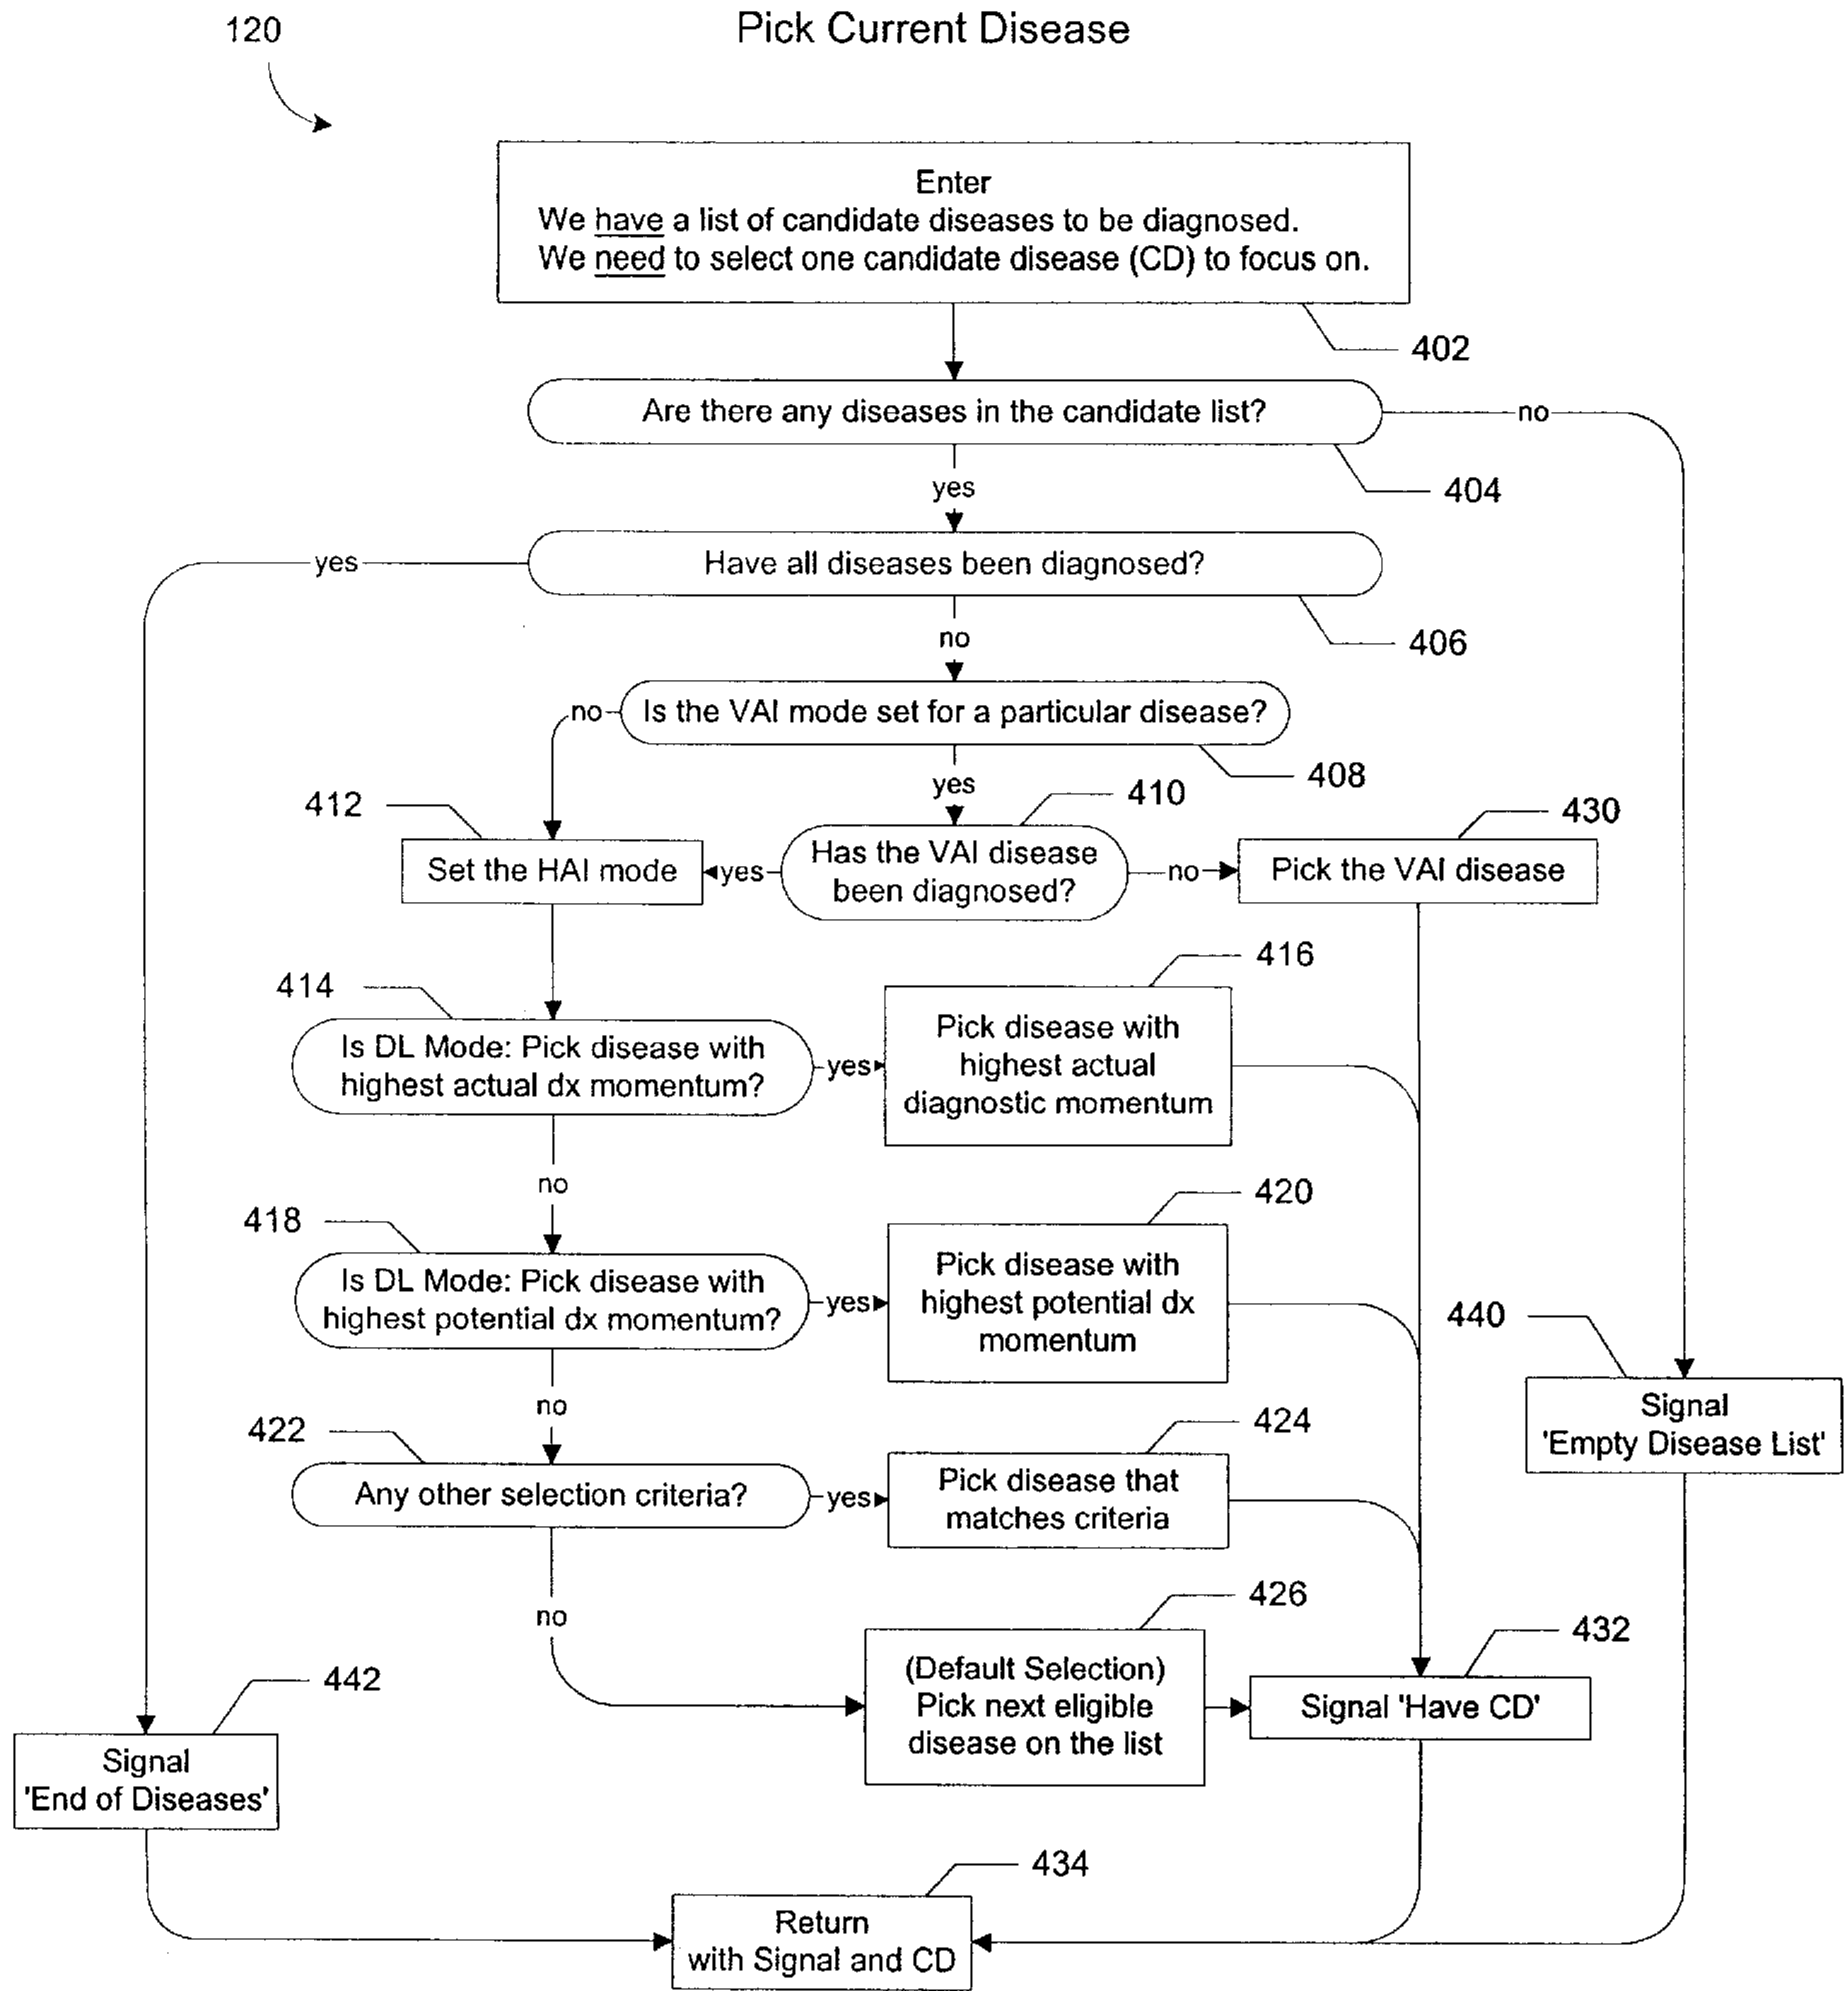 Pick Current Disease
120
Enter
We have a list of candidate diseases to be diagnosed.
We need to select one candidate disease (CD) to focus on.
402
Are there any diseases in the candidate list?
no
404
yes
Have all diseases been diagnosed?
yes
406
no
Is the VAI mode set for a particular disease?
no
408
yes
410
412
430
Set the HAI mode
yes
Has the VAI disease
been diagnosed?
no
Pick the VAI disease
414
416
Is DL Mode: Pick disease with
highest actual dx momentum?
yes
Pick disease with
highest actual
diagnostic momentum
no
418
420
Is DL Mode: Pick disease with
highest potential dx momentum?
yes
Pick disease with
highest potential dx
momentum
440
Signal
'Empty Disease List'
no
422
424
Any other selection criteria?
yes
Pick disease that
matches criteria
no
426
432
(Default Selection)
Pick next eligible
disease on the list
Signal 'Have CD'
442
Signal
'End of Diseases'
434
Return
with Signal and CD